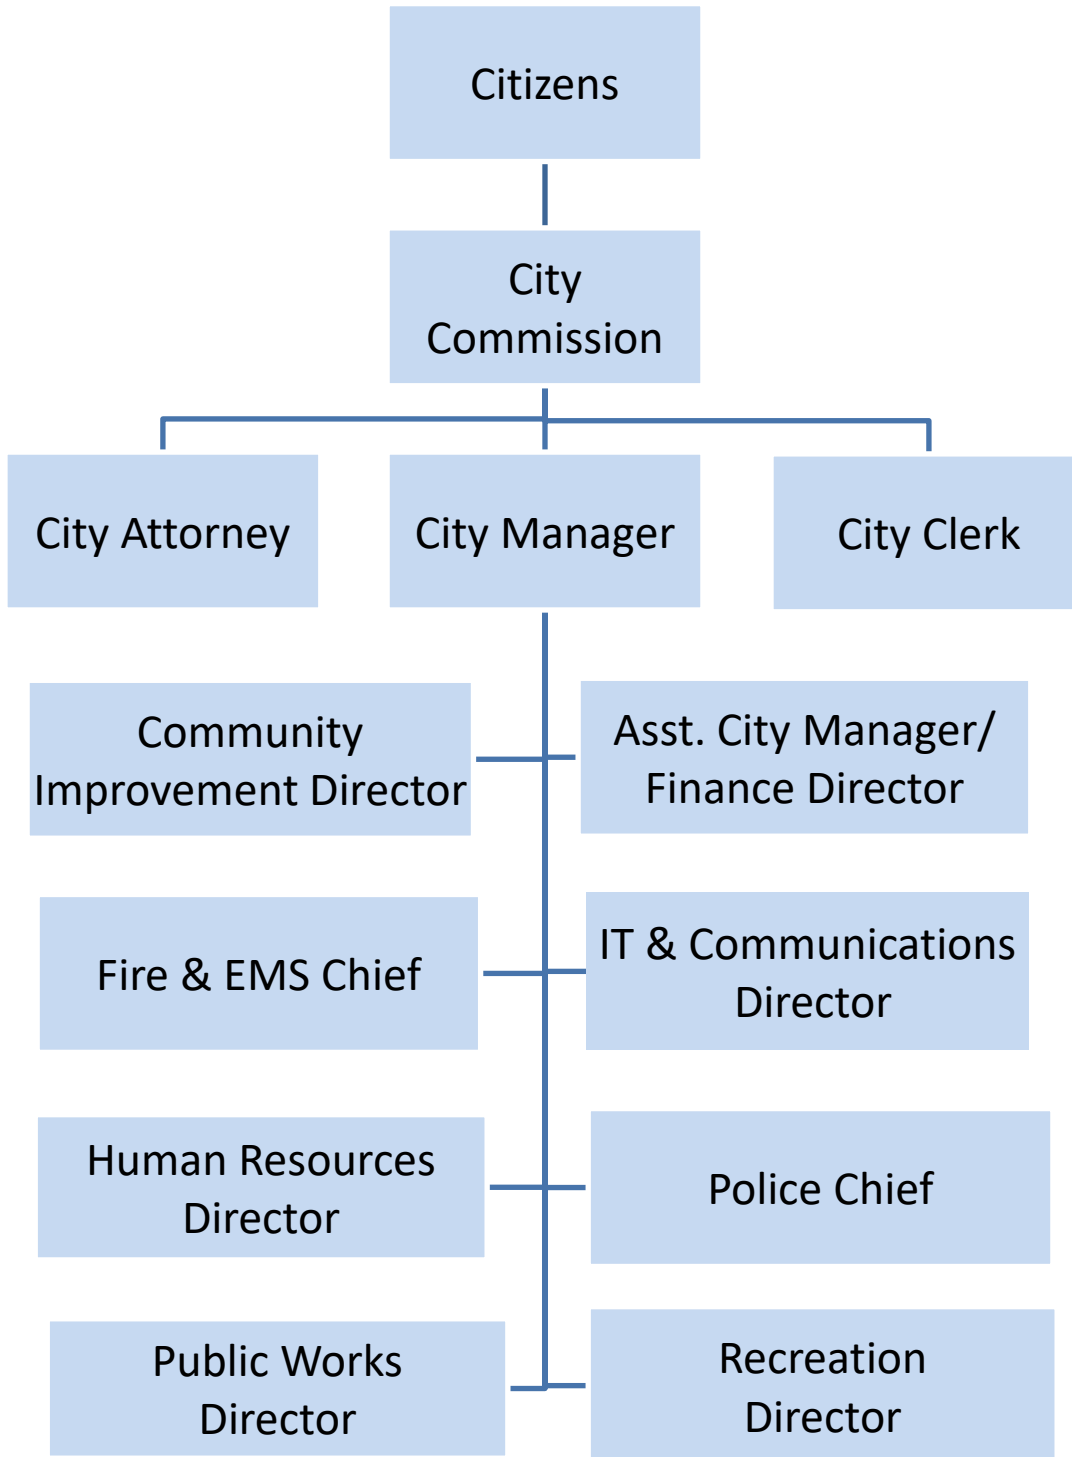 Citizens
City
Commission
City Attorney
City Manager
City Clerk
Community
Improvement Director
Asst. City Manager/
Finance Director
Fire & EMS Chief
IT & Communications
Director
Human Resources
Director
Police Chief
Public Works
Director
Recreation
Director